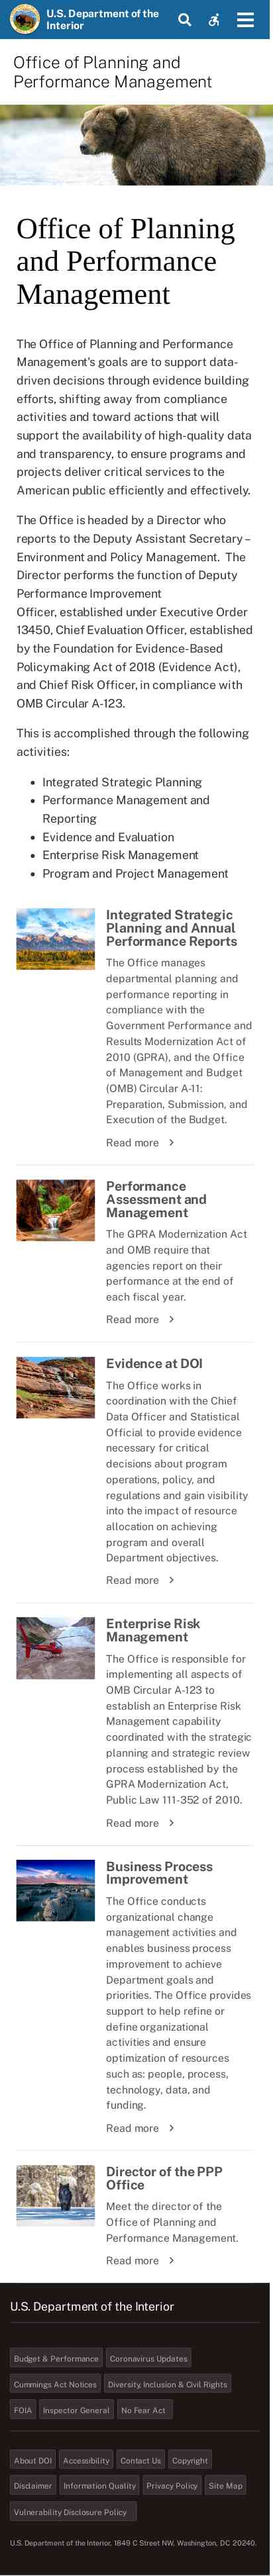 U.S. Department of the
Interior
Office of Planning and
Performance Management
Office of Planning
and Performance
Management
The Office of Planning and Performance
Management's goals are to support data-
driven decisions through evidence building
efforts, shifting away from compliance
activities and toward actions that will
support the availability of high-quality data
and transparency, to ensure programs and
projects deliver critical services to the
American public efficiently and effectively.
The Office is headed by a Director who
reports to the Deputy Assistant Secretary –
Environment and Policy Management.  The
Director performs the function of Deputy
Performance Improvement
Officer, established under Executive Order
13450, Chief Evaluation Officer, established
by the Foundation for Evidence-Based
Policymaking Act of 2018 (Evidence Act),
and Chief Risk Officer, in compliance with
OMB Circular A-123.
This is accomplished through the following
activities:
• Integrated Strategic Planning
• Performance Management and
Reporting
• Evidence and Evaluation
• Enterprise Risk Management
• Program and Project Management
Integrated Strategic
Planning and Annual
Performance Reports
The Office manages
departmental planning and
performance reporting in
compliance with the
Government Performance and
Results Modernization Act of
2010 (GPRA), and the Office
of Management and Budget
(OMB) Circular A-11:
Preparation, Submission, and
Execution of the Budget.
Read more
Performance
Assessment and
Management
The GPRA Modernization Act
and OMB require that
agencies report on their
performance at the end of
each fiscal year.
Read more
Evidence at DOI
The Office works in
coordination with the Chief
Data Officer and Statistical
Official to provide evidence
necessary for critical
decisions about program
operations, policy, and
regulations and gain visibility
into the impact of resource
allocation on achieving
program and overall
Department objectives.
Read more
Enterprise Risk
Management
The Office is responsible for
implementing all aspects of
OMB Circular A-123 to
establish an Enterprise Risk
Management capability
coordinated with the strategic
planning and strategic review
process established by the
GPRA Modernization Act,
Public Law 111-352 of 2010.
Read more
Business Process
Improvement
The Office conducts
organizational change
management activities and
enables business process
improvement to achieve
Department goals and
priorities. The Office provides
support to help refine or
define organizational
activities and ensure
optimization of resources
such as: people, process,
technology, data, and
funding.
Read more
Director of the PPP
Office
Meet the director of the
Office of Planning and
Performance Management.
Read more
U.S. Department of the Interior
Budget & Performance Coronavirus Updates
Cummings Act Notices Diversity, Inclusion & Civil Rights
FOIA Inspector General No Fear Act
About DOI Accessibility Contact Us Copyright
Disclaimer Information Quality Privacy Policy Site Map
Vulnerability Disclosure Policy
U.S. Department of the Interior, 1849 C Street NW, Washington, DC 20240.